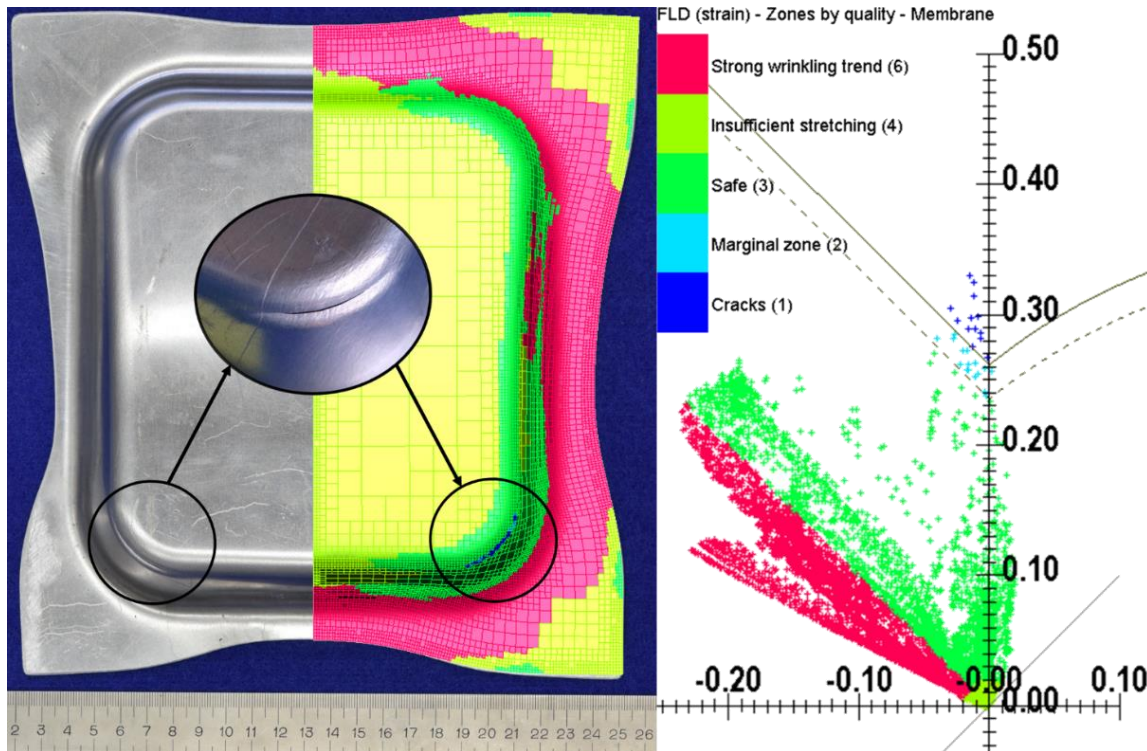 FLD (strain) - Zones by quality - Membrane
Strong wrinkling trend (6)
Insufficient stretching (4)
Safe (3)
Marginal zone (2)
Cracks (1)
0.50
0.40
0.30
0.20
0.10
-0.20 -0.10 -0.00 0.00 0.10
2 3 4 5 6 7 8 9 10 11 12 13 14 15 16 17 18 19 20 21 22 23 24 25 26